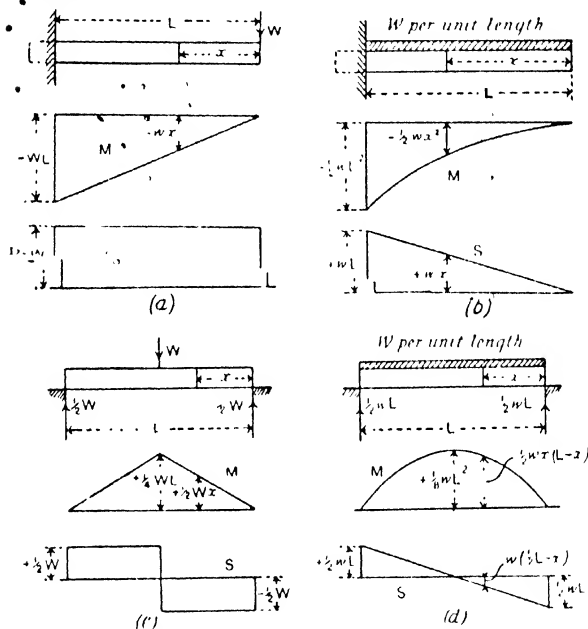 L
W
x
-WL
M
-wx
L
(a)
W per unit length
x
L
-½wL²
-½wx²
M
+wL
S
+wx
(b)
W
x
½W
W
L
+¼WL
+½Wx
M
+½W
S
-½W
(c)
W per unit length
x
½wL
½wL
L
M
+⅛wL²
½wx(L-x)
+½wL
S
w(½L-x)
½wL
(d)